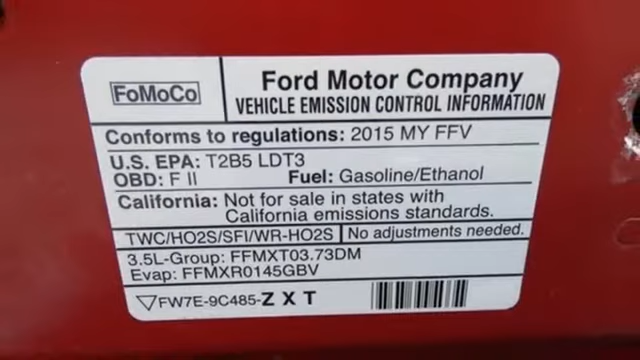 FoMoCo
Ford Motor Company
VEHICLE EMISSION CONTROL INFORMATION
Conforms to regulations: 2015 MY FFV
U.S. EPA: T2B5 LDT3
OBD: F II Fuel: Gasoline/Ethanol
California: Not for sale in states with
California emissions standards.
TWC/HO2S/SFI/WR-HO2S No adjustments needed.
3.5L-Group: FFMXT03.73DM
Evap: FFMXR0145GBV
FW7E-9C485-Z X T